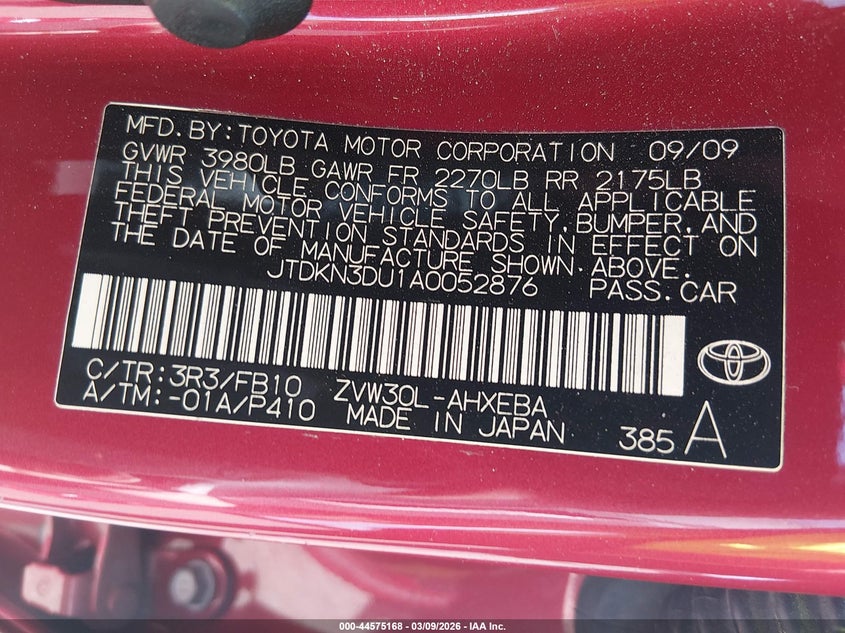 MFD.BY:TOYOTA MOTOR CORPORATION 09/09
GVWR 3980LB GAWR FR 2270LB RR 2175LB
THIS VEHICLE CONFORMS TO ALL APPLICABLE
FEDERAL MOTOR VEHICLE SAFETY,BUMPER,AND
THEFT PREVENTION STANDARDS IN EFFECT ON
THE DATE OF MANUFACTURE SHOWN ABOVE.
JTDKN3DU1A0052876 PASS.CAR
C/TR:3R3/FB10 ZVW30L-AHXEBA
A/TM:-01A/P410 MADE IN JAPAN 385 A
000-44575168 - 03/09/2026 - IAA Inc.